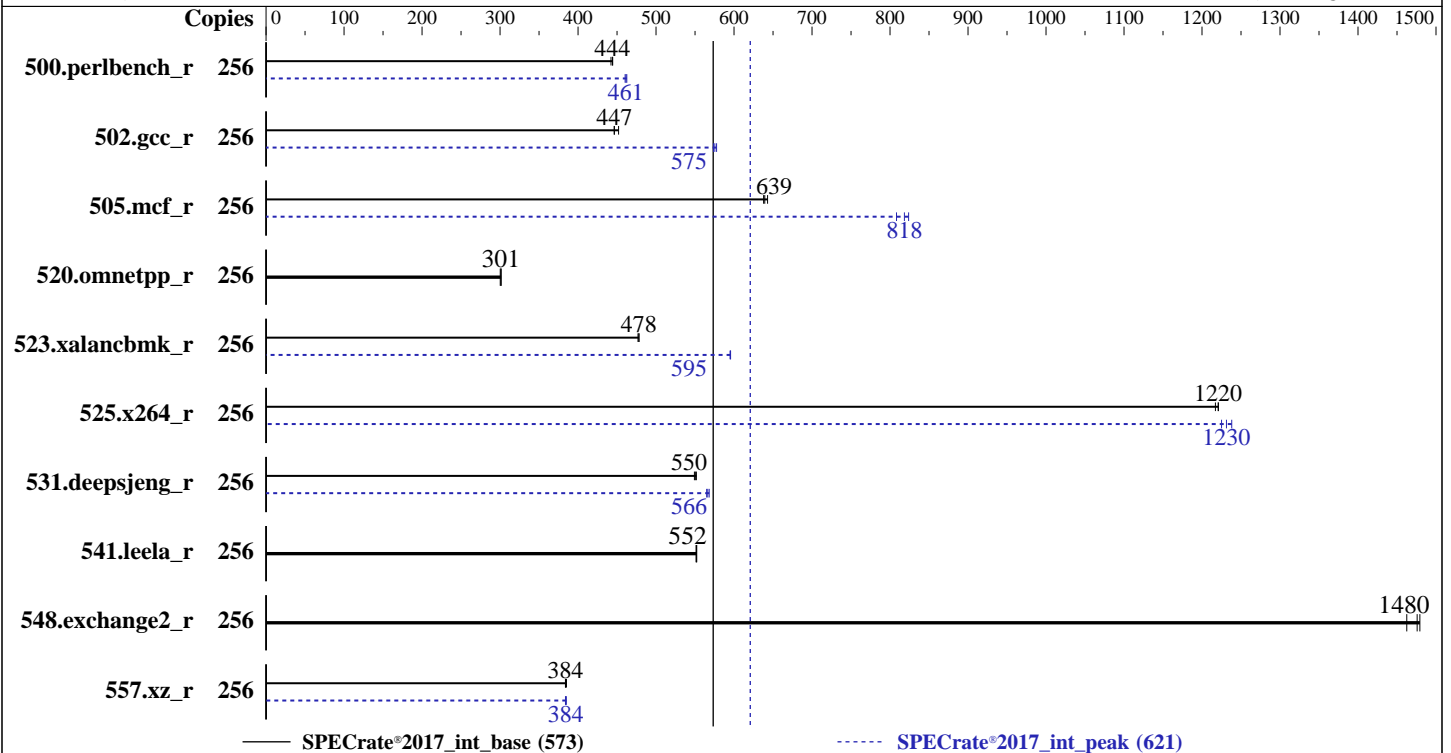 Copies 0 100 200 300 400 500 600 700 800 900 1000 1100 1200 1300 1400 1500
500.perlbench_r 256 444
461
502.gcc_r 256 447
575
505.mcf_r 256 639
818
520.omnetpp_r 256 301
523.xalancbmk_r 256 478
595
525.x264_r 256 1220
1230
531.deepsjeng_r 256 550
566
541.leela_r 256 552
548.exchange2_r 256 1480
557.xz_r 256 384
384
SPECrate®2017_int_base (573) SPECrate®2017_int_peak (621)